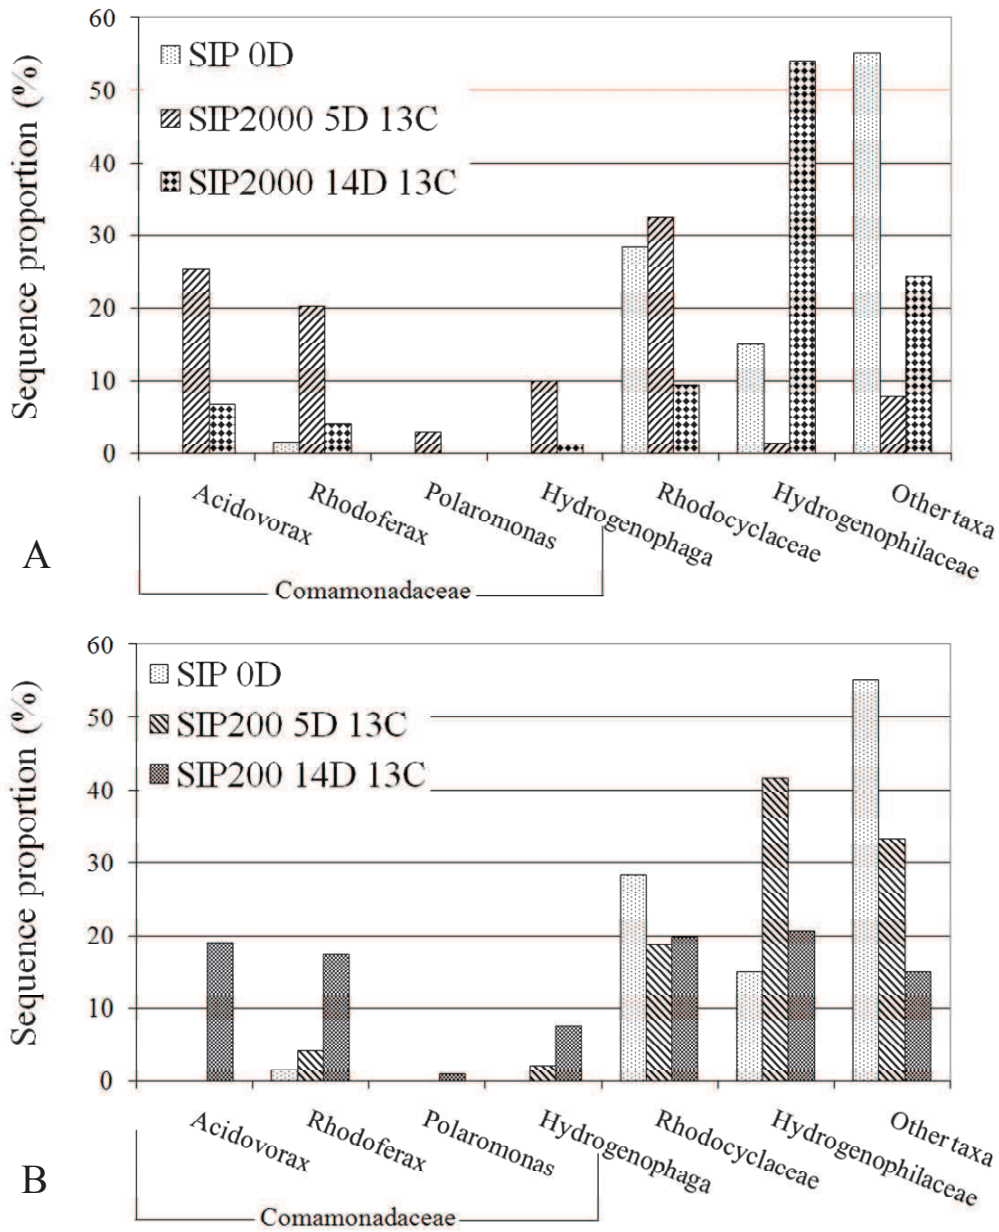 60
50
40
30
20
10
0
Sequence proportion (%)
SIP 0D
SIP2000 5D 13C
SIP2000 14D 13C
Acidovorax
Rhodoferax
Polaromonas
Hydrogenophaga
Rhodocyclaceae
Hydrogenophilaceae
Other taxa
Comamonadaceae
A
60
50
40
30
20
10
0
Sequence proportion (%)
SIP 0D
SIP200 5D 13C
SIP200 14D 13C
Acidovorax
Rhodoferax
Polaromonas
Hydrogenophaga
Rhodocyclaceae
Hydrogenophilaceae
Other taxa
Comamonadaceae
B